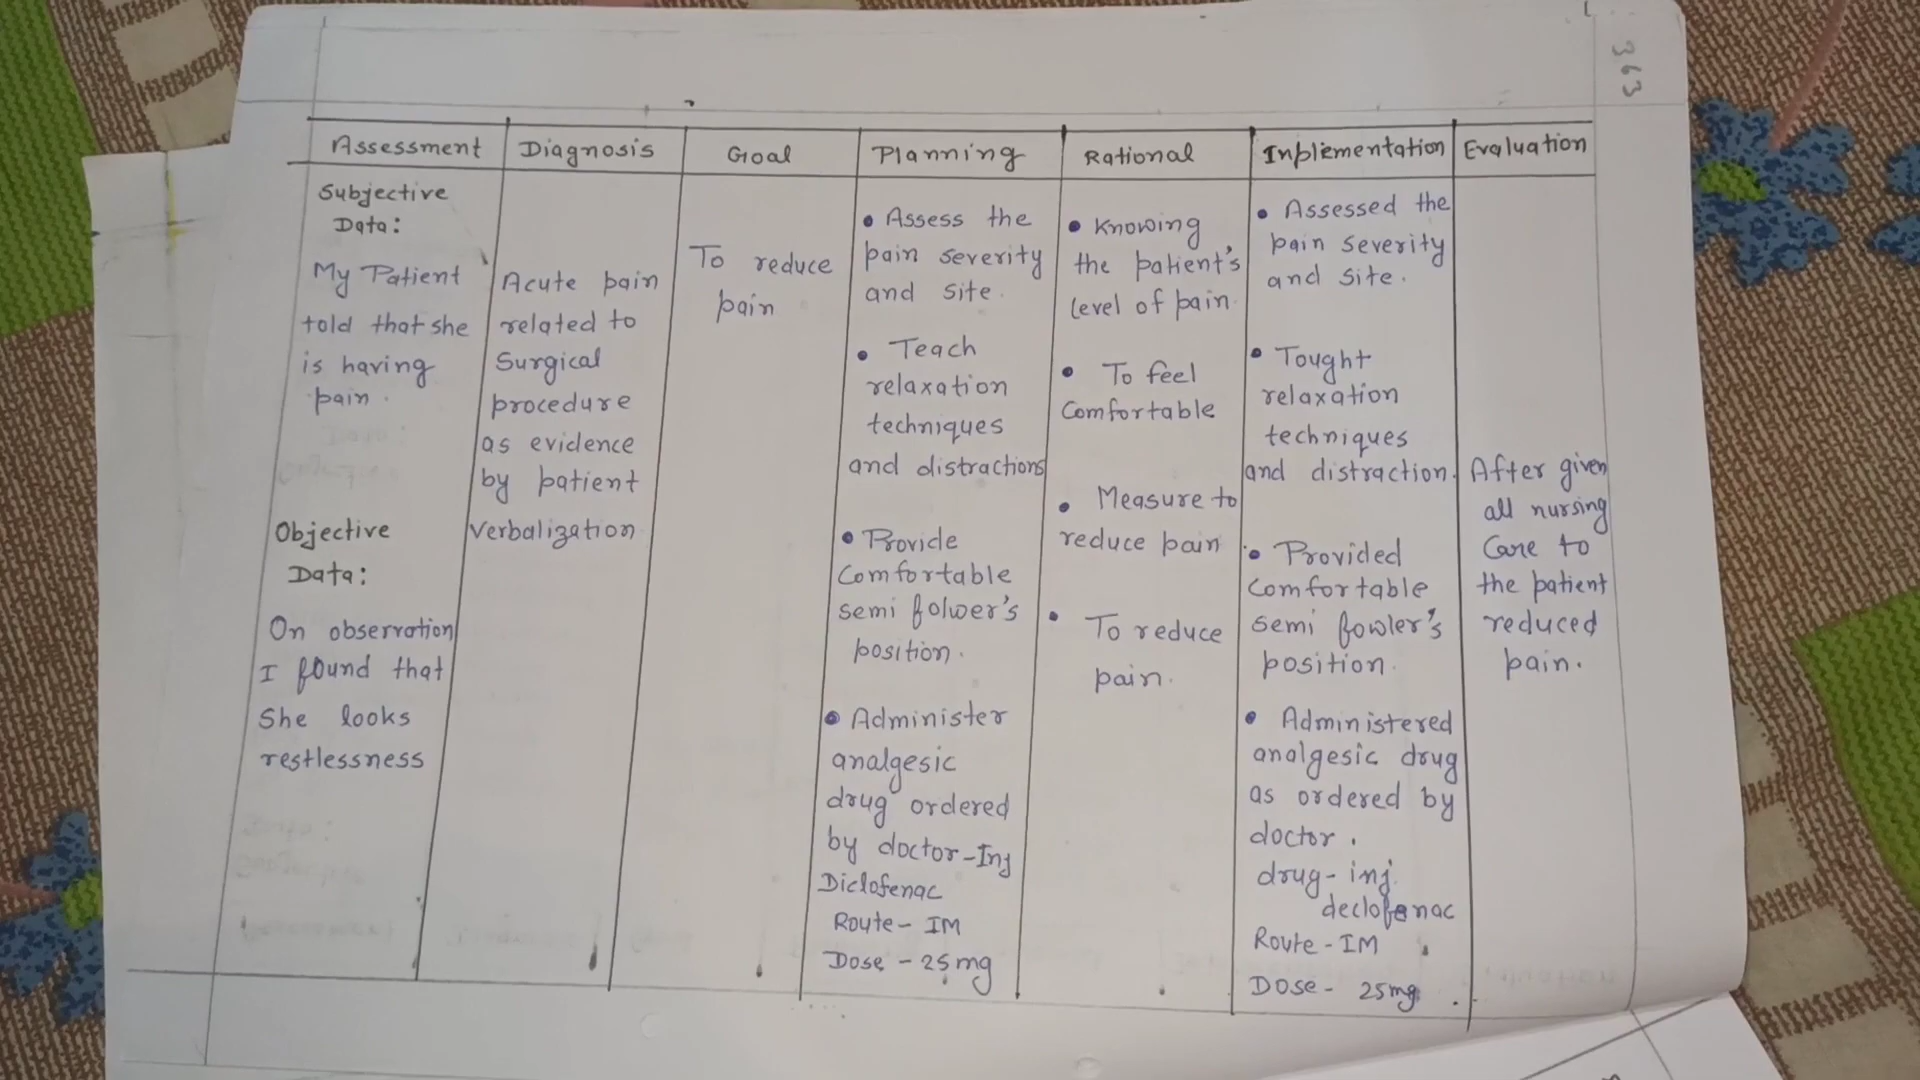 363
Assessment
Diagnosis
Goal
Planning
Rational
Implementation
Evaluation
Subjective
Data:
My Patient
told that she
is having
pain.
Objective
Data:
On observation
I found that
She looks
restlessness
Acute pain
related to
Surgical
procedure
as evidence
by patient
verbalization
To reduce
pain
• Assess the
pain severity
and site.
• Teach
relaxation
techniques
and distractions
• Provide
Comfortable
semi folwer's
position.
• Administer
analgesic
drug ordered
by doctor-Inj
Diclofenac
Route- IM
Dose - 25mg
• Knowing
the patient's
level of pain.
• To feel
Comfortable
• Measure to
reduce pain
• To reduce
pain.
• Assessed the
pain severity
and site.
• Tought
relaxation
techniques
and distraction.
• Provided
Comfortable
semi fowler's
position.
• Administered
analgesic drug
as ordered by
doctor.
drug- inj.
declofenac
Route - IM
Dose- 25mg.
After given
all nursing
Care to
the patient
reduced
pain.